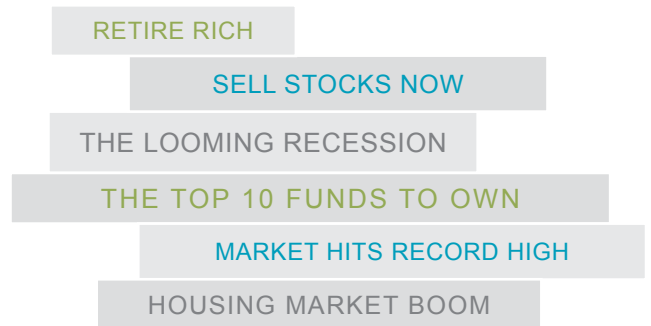 RETIRE RICH
SELL STOCKS NOW
THE LOOMING RECESSION
THE TOP 10 FUNDS TO OWN
MARKET HITS RECORD HIGH
HOUSING MARKET BOOM